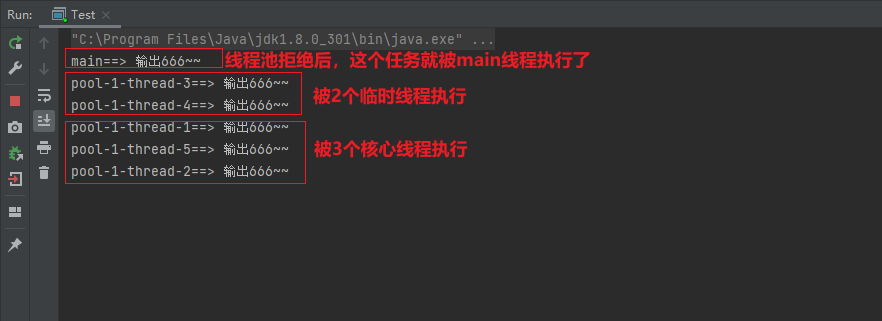 Run: Test
"C:\Program Files\Java\jdk1.8.0_301\bin\java.exe" ...
main==> 输出666~~ 线程池拒绝后，这个任务就被main线程执行了
pool-1-thread-3==> 输出666~~
被2个临时线程执行
pool-1-thread-4==> 输出666~~
pool-1-thread-1==> 输出666~~
pool-1-thread-5==> 输出666~~ 被3个核心线程执行
pool-1-thread-2==> 输出666~~